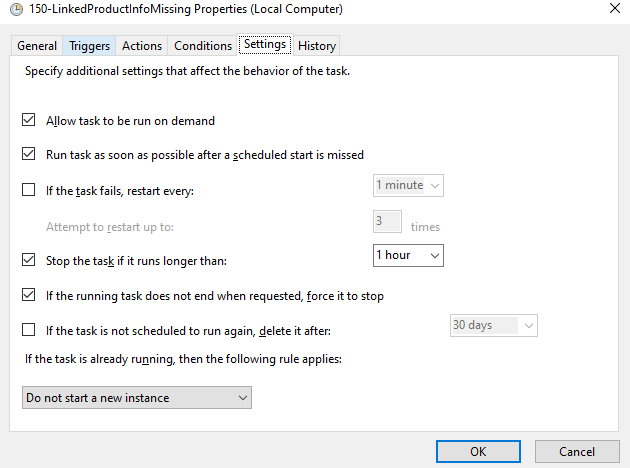 150-LinkedProductInfoMissing Properties (Local Computer)
General Triggers Actions Conditions Settings History
Specify additional settings that affect the behavior of the task.
Allow task to be run on demand
Run task as soon as possible after a scheduled start is missed
If the task fails, restart every: 1 minute
Attempt to restart up to: 3 times
Stop the task if it runs longer than: 1 hour
If the running task does not end when requested, force it to stop
If the task is not scheduled to run again, delete it after: 30 days
If the task is already running, then the following rule applies:
Do not start a new instance
OK Cancel